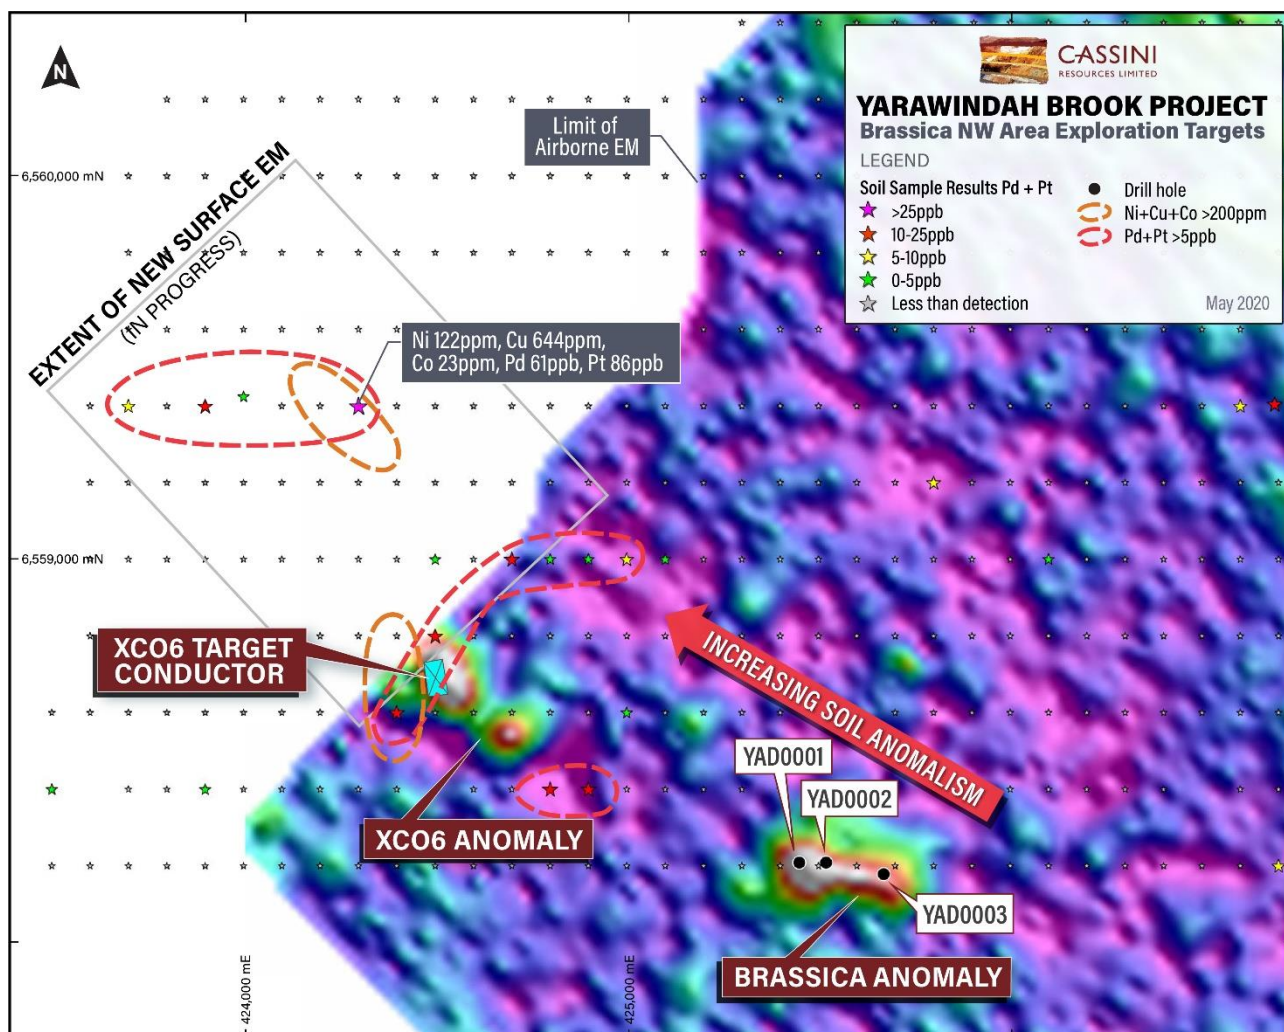 N
CASSINI
RESOURCES LIMITED
YARAWINDAH BROOK PROJECT
Brassica NW Area Exploration Targets
LEGEND
Soil Sample Results Pd + Pt
>25ppb
10-25ppb
5-10ppb
0-5ppb
Less than detection
Drill hole
Ni+Cu+Co >200ppm
Pd+Pt >5ppb
May 2020
Limit of
Airborne EM
6,560,000 mN
EXTENT OF NEW SURFACE EM
(IN PROGRESS)
Ni 122ppm, Cu 644ppm,
Co 23ppm, Pd 61ppb, Pt 86ppb
6,559,000 mN
XCO6 TARGET
CONDUCTOR
INCREASING SOIL ANOMALISM
YAD0001
YAD0002
XCO6 ANOMALY
YAD0003
BRASSICA ANOMALY
424,000 mE
425,000 mE